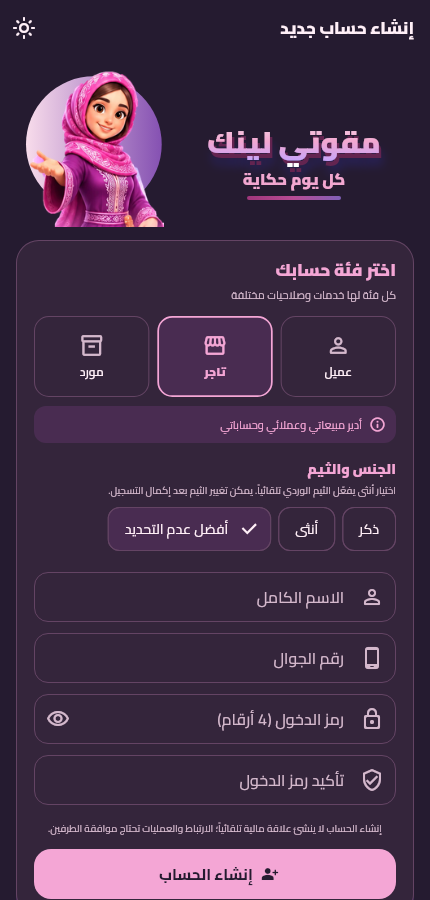 إنشاء حساب جديد
مقوتي لينك
كل يوم حكاية
اختر فئة حسابك
كل فئة لها خدمات وصلاحيات مختلفة
عميل
تاجر
مورد
أدير مبيعاتي وعملائي وحساباتي
الجنس والثيم
اختيار أنثى يفعّل الثيم الوردي تلقائياً. يمكن تغيير الثيم بعد إكمال التسجيل.
ذكر
أنثى
أفضل عدم التحديد
الاسم الكامل
رقم الجوال
رمز الدخول (4 أرقام)
تأكيد رمز الدخول
إنشاء الحساب لا ينشئ علاقة مالية تلقائياً؛ الارتباط والعمليات تحتاج موافقة الطرفين.
إنشاء الحساب